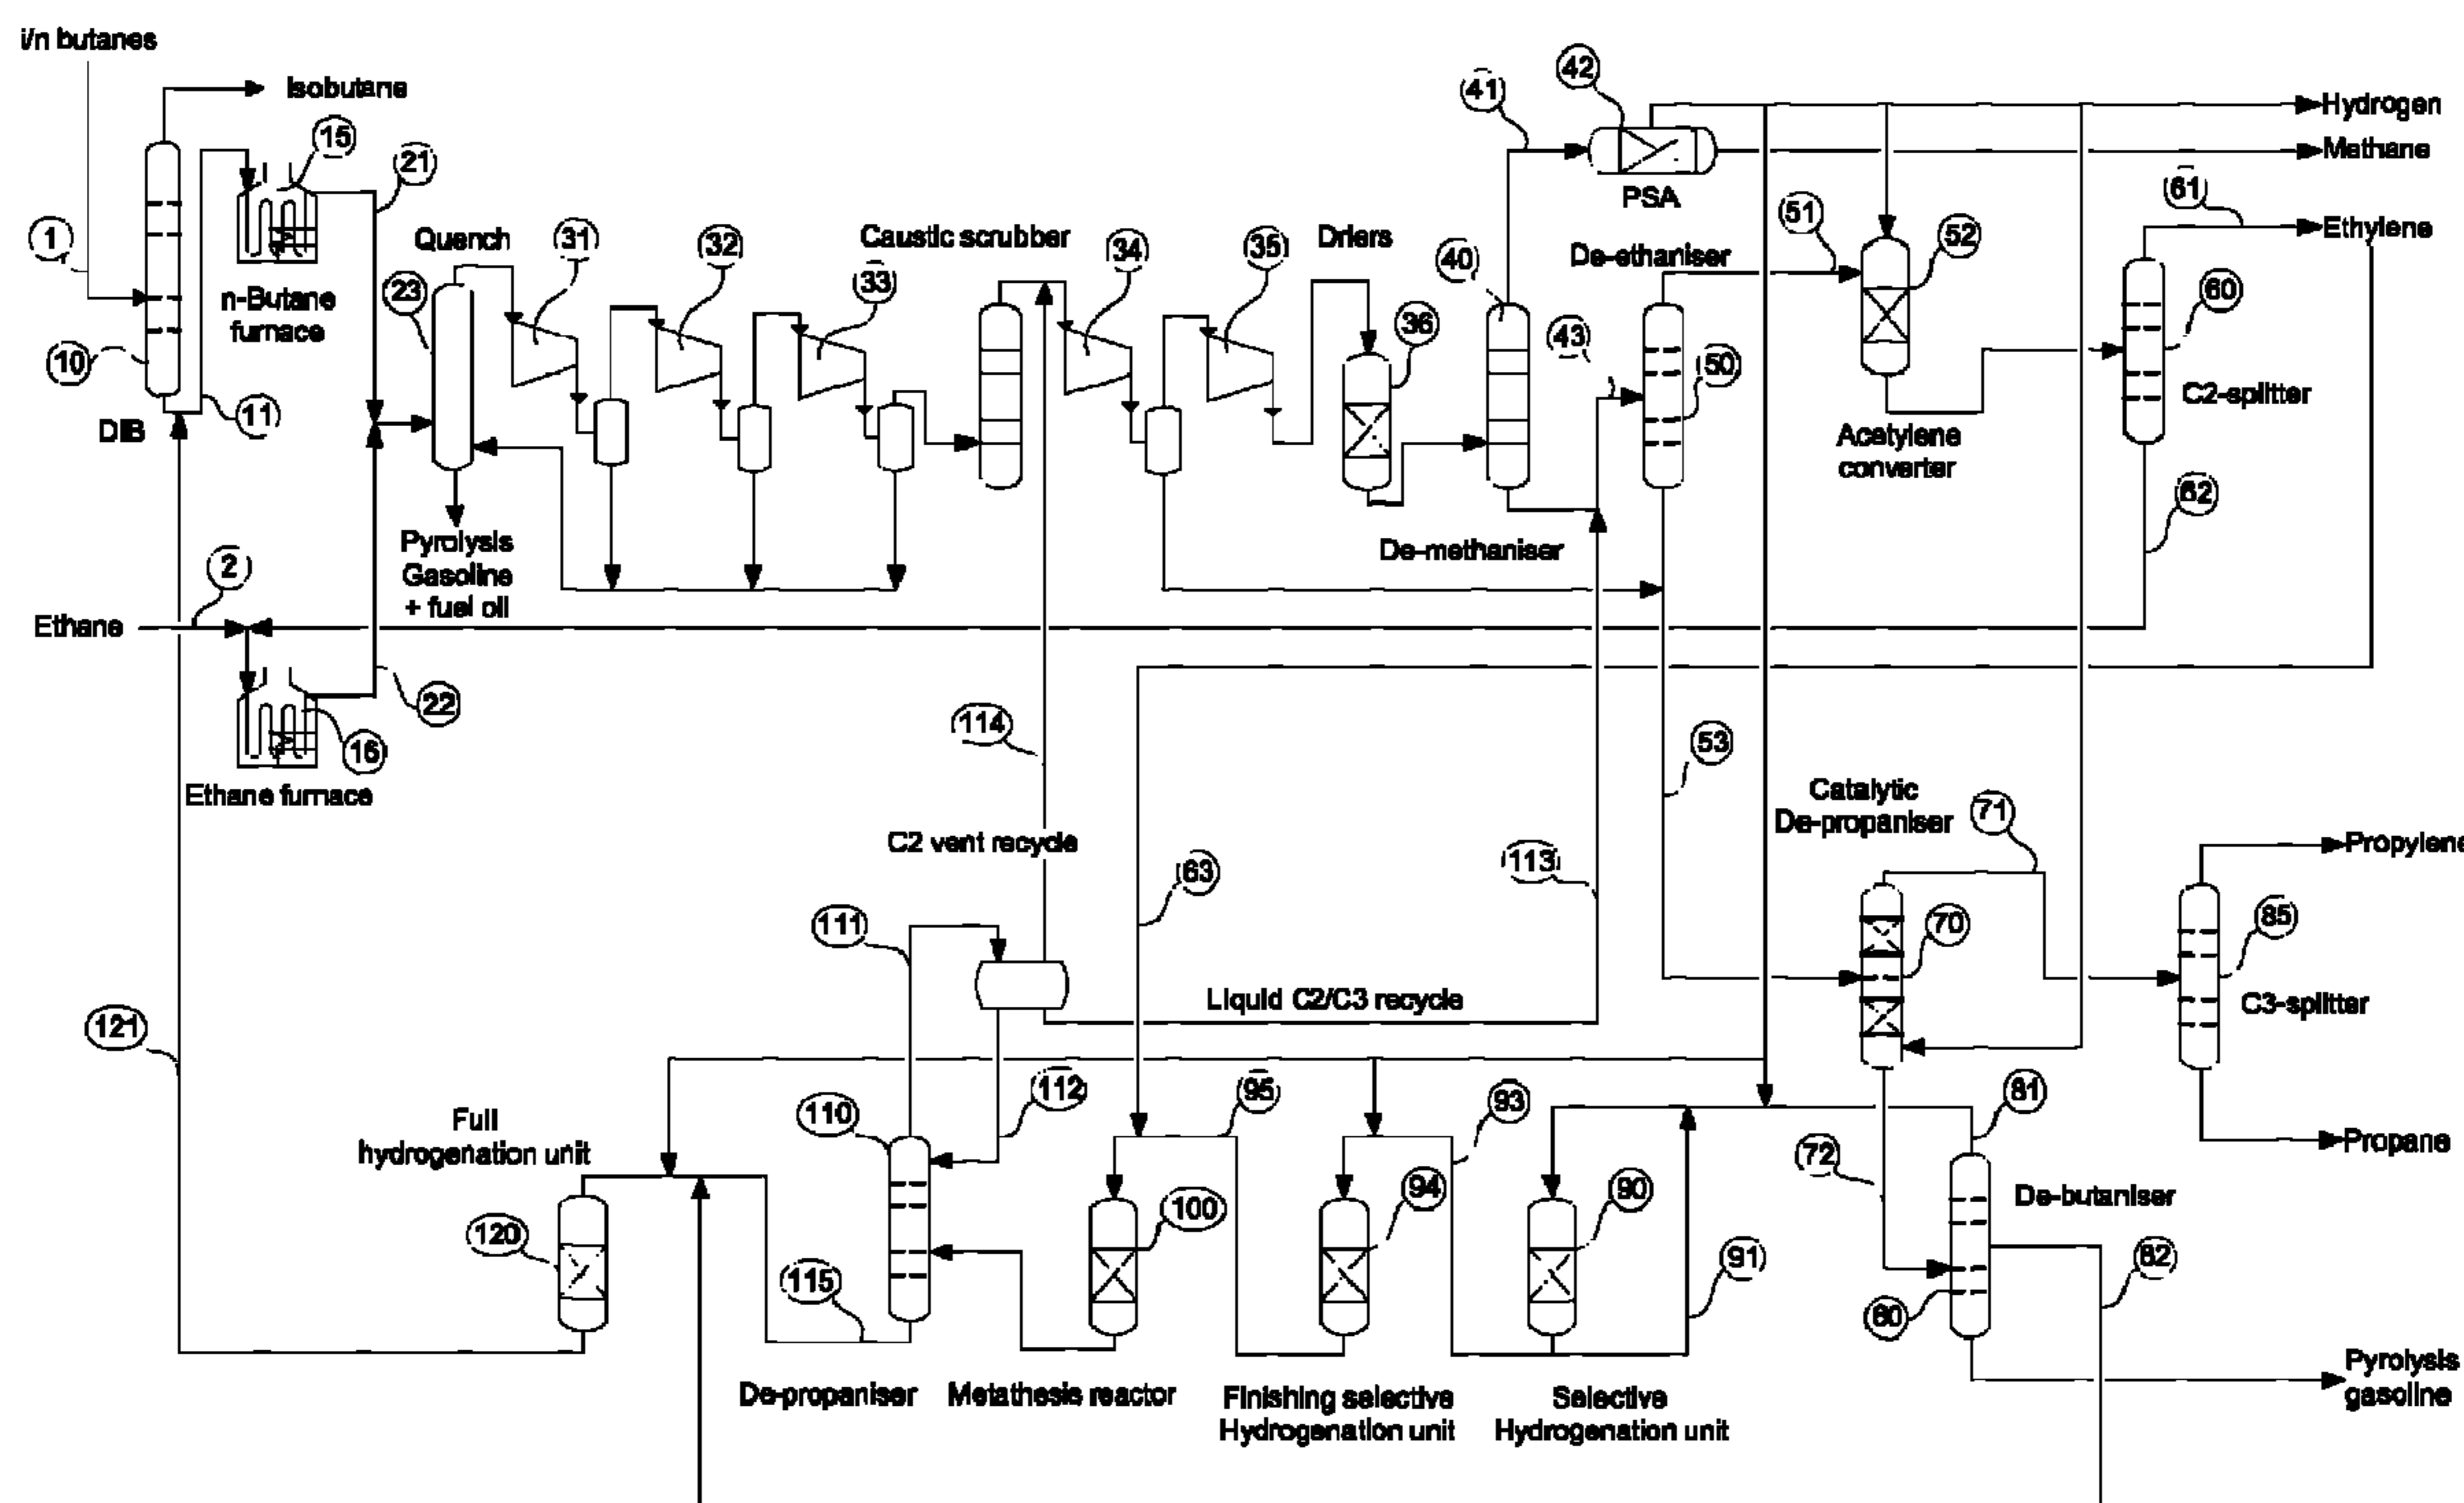 i/n butanes
Isobutane
15
21
1
10
DIB
11
n-Butane
furnace
Quench
23
31
32
33
Caustic scrubber
34
35
Driers
36
40
41
42
PSA
43
De-ethaniser
50
51
52
Hydrogen
Methane
61
Ethylene
60
C2-splitter
Acetylene
converter
62
De-methaniser
Pyrolysis
Gasoline
+ fuel oil
2
Ethane
22
16
Ethane furnace
114
53
C2 vent recycle
63
113
Catalytic
De-propaniser
71
Propylene
70
85
C3-splitter
111
Liquid C2/C3 recycle
121
112
110
95
93
81
Full
hydrogenation unit
72
Propane
De-butaniser
120
115
100
94
90
91
82
80
De-propaniser
Metathesis reactor
Finishing selective
Hydrogenation unit
Selective
Hydrogenation unit
Pyrolysis
gasoline